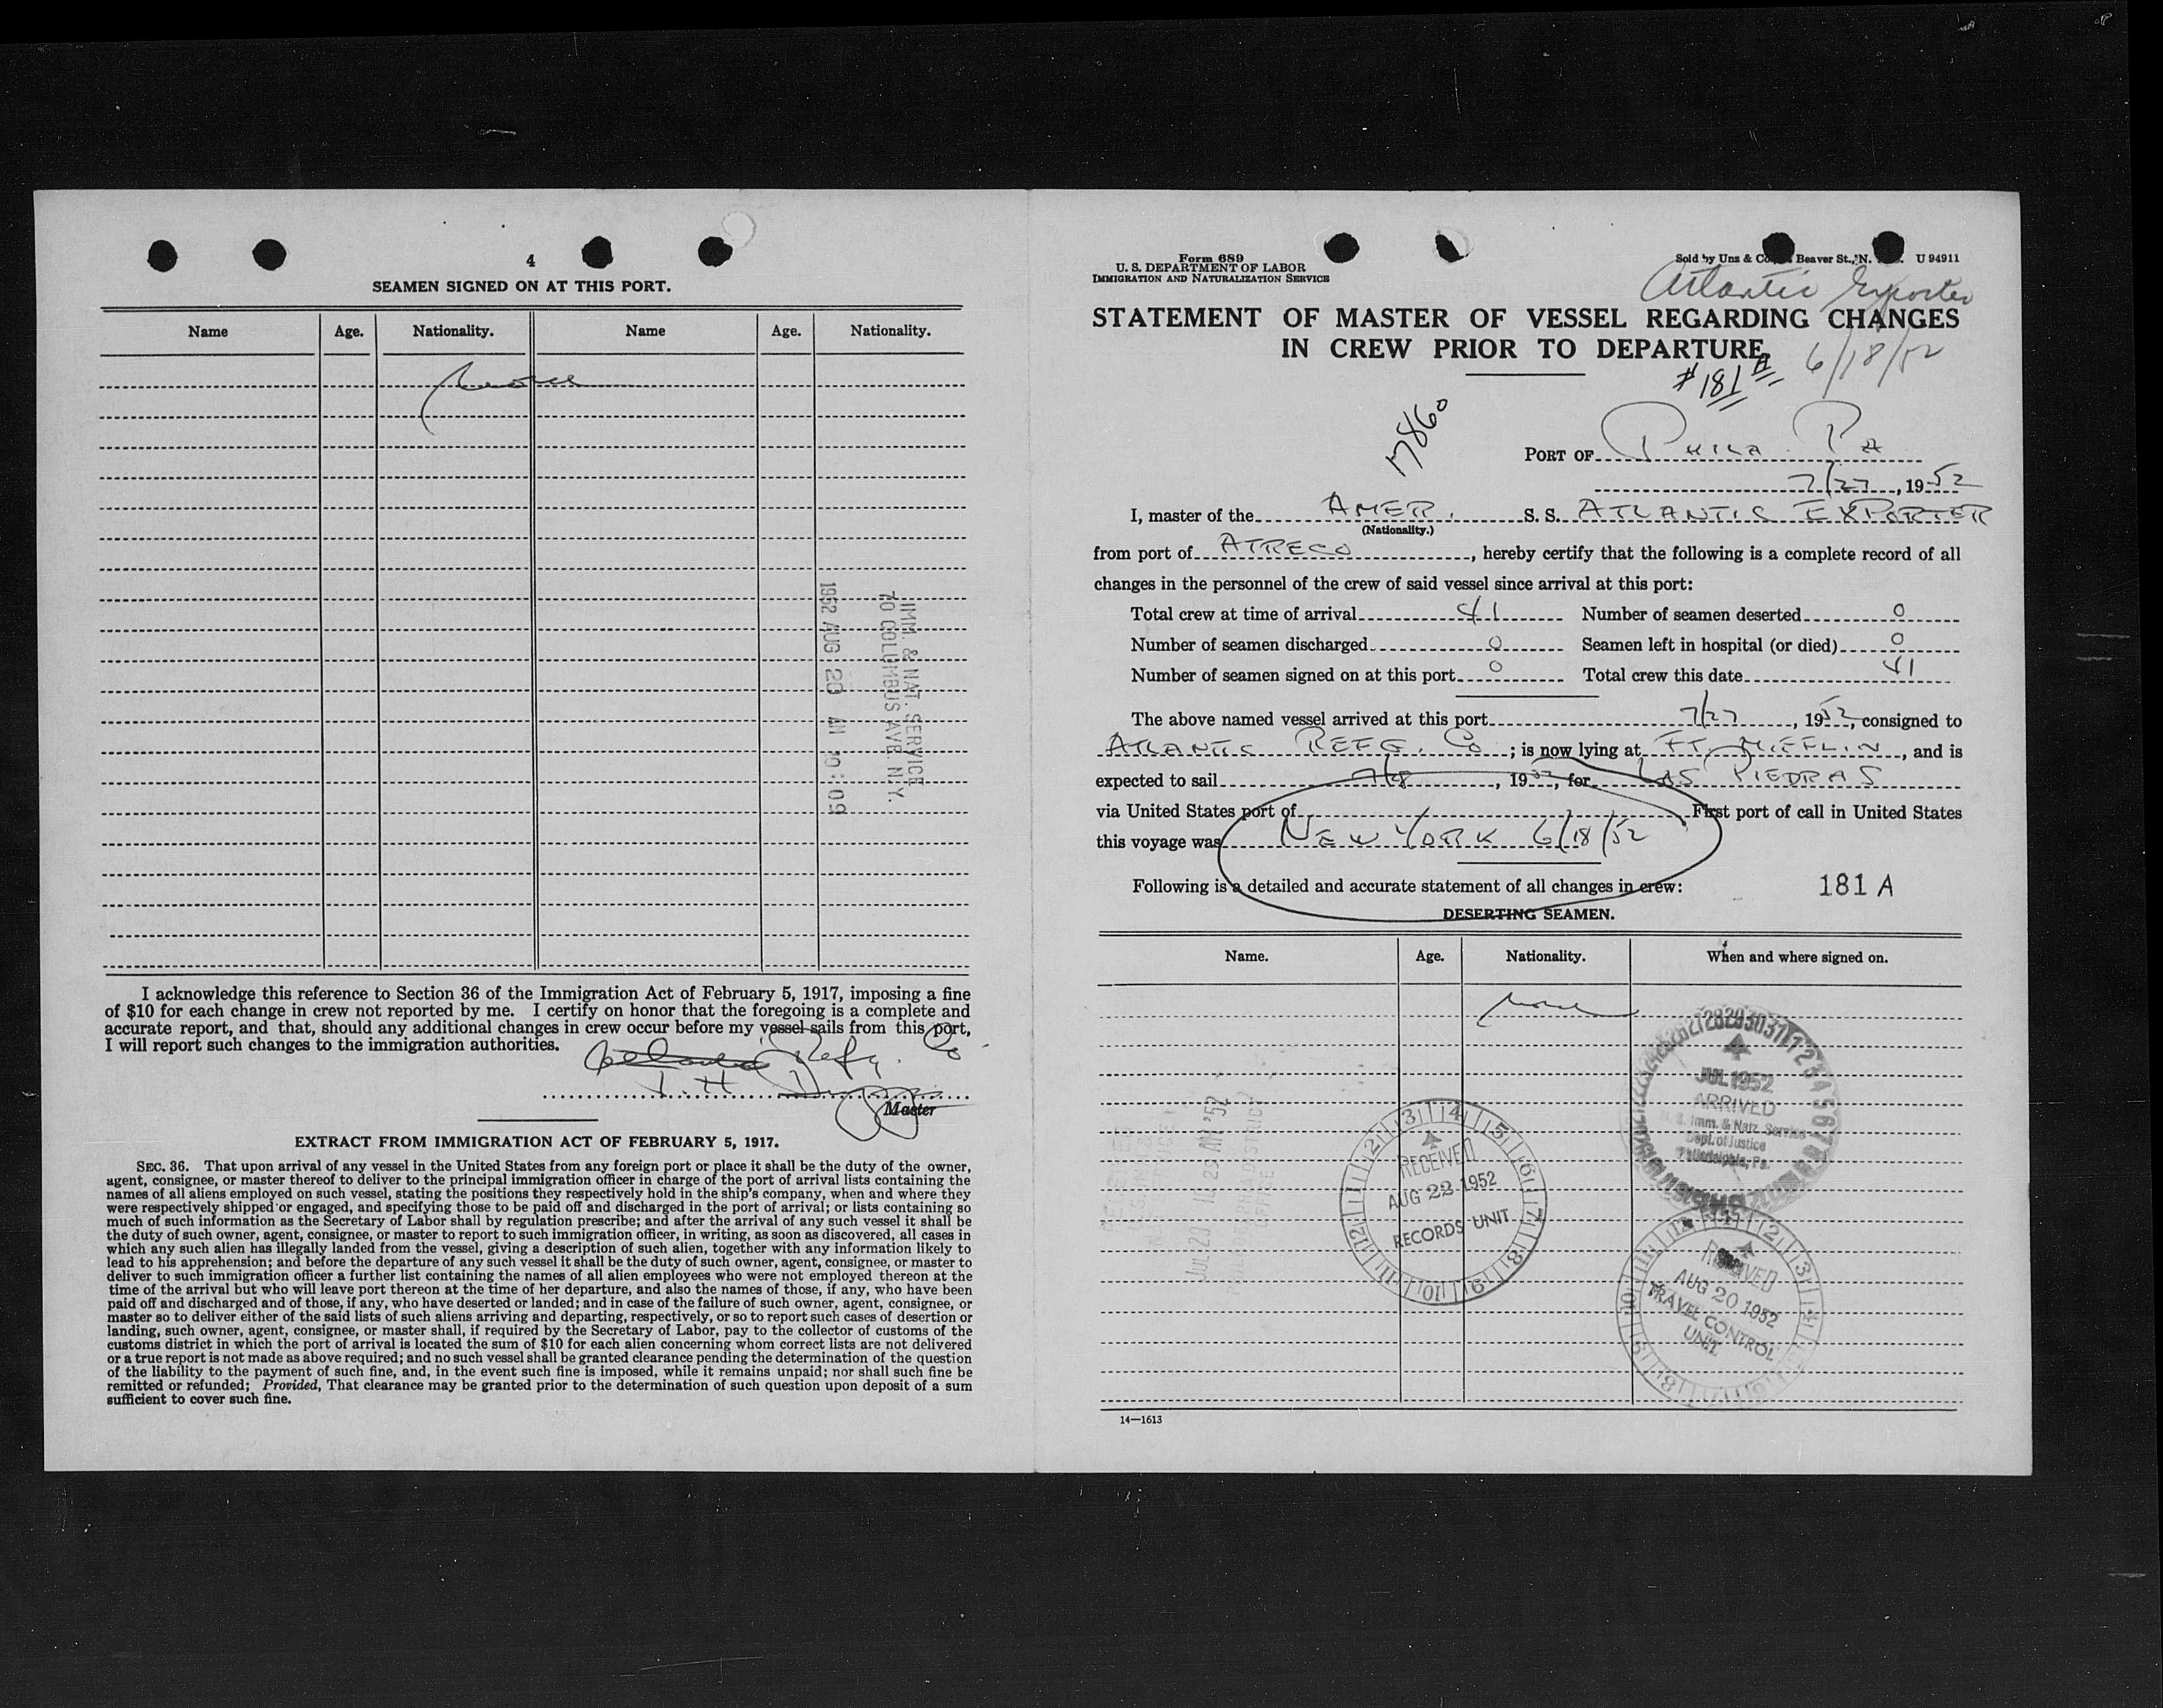 4
SEAMEN SIGNED ON AT THIS PORT.
Name Age. Nationality. Name Age. Nationality.
None
IMM. & NAT. SERVICE
70 COLUMBUS AVE. N.Y.
1952 AUG 20 AM 10:09
I acknowledge this reference to Section 36 of the Immigration Act of February 5, 1917, imposing a fine
of $10 for each change in crew not reported by me. I certify on honor that the foregoing is a complete and
accurate report, and that, should any additional changes in crew occur before my vessel sails from this port,
I will report such changes to the immigration authorities.
Atlantic Refg. Co
Master
EXTRACT FROM IMMIGRATION ACT OF FEBRUARY 5, 1917.
SEC. 36. That upon arrival of any vessel in the United States from any foreign port or place it shall be the duty of the owner,
agent, consignee, or master thereof to deliver to the principal immigration officer in charge of the port of arrival lists containing the
names of all aliens employed on such vessel, stating the positions they respectively hold in the ship's company, when and where they
were respectively shipped or engaged, and specifying those to be paid off and discharged in the port of arrival; or lists containing so
much of such information as the Secretary of Labor shall by regulation prescribe; and after the arrival of any such vessel it shall be
the duty of such owner, agent, consignee, or master to report to such immigration officer, in writing, as soon as discovered, all cases in
which any such alien has illegally landed from the vessel, giving a description of such alien, together with any information likely to
lead to his apprehension; and before the departure of any such vessel it shall be the duty of such owner, agent, consignee, or master to
deliver to such immigration officer a further list containing the names of all alien employees who were not employed thereon at the
time of the arrival but who will leave port thereon at the time of her departure, and also the names of those, if any, who have been
paid off and discharged and of those, if any, who have deserted or landed; and in case of the failure of such owner, agent, consignee, or
master so to deliver either of the said lists of such aliens arriving and departing, respectively, or so to report such cases of desertion or
landing, such owner, agent, consignee, or master shall, if required by the Secretary of Labor, pay to the collector of customs of the
customs district in which the port of arrival is located the sum of $10 for each alien concerning whom correct lists are not delivered
or a true report is not made as above required; and no such vessel shall be granted clearance pending the determination of the question
of the liability to the payment of such fine, and, in the event such fine is imposed, while it remains unpaid; nor shall such fine be
remitted or refunded; Provided, That clearance may be granted prior to the determination of such question upon deposit of a sum
sufficient to cover such fine.
Form 689
U. S. DEPARTMENT OF LABOR
IMMIGRATION AND NATURALIZATION SERVICE
Sold by Unz & Co., Beaver St., N. U 94911
Atlantic Exporter
STATEMENT OF MASTER OF VESSEL REGARDING CHANGES
IN CREW PRIOR TO DEPARTURE
6/18/52
#181 A
17860
PORT OF PHILA. PA
7/27, 1952
I, master of the AMER. S. S. ATLANTIC EXPORTER
(Nationality.)
from port of ATRECO, hereby certify that the following is a complete record of all
changes in the personnel of the crew of said vessel since arrival at this port:
Total crew at time of arrival 41 Number of seamen deserted 0
Number of seamen discharged 0 Seamen left in hospital (or died) 0
Number of seamen signed on at this port 0 Total crew this date 41
The above named vessel arrived at this port 7/27, 1952, consigned to
ATLANTIC REFG. CO; is now lying at FT. MIFFLIN, and is
expected to sail 7/28, 1952, for LAS PIEDRAS
via United States port of First port of call in United States
this voyage was NEW YORK 6/18/52
Following is a detailed and accurate statement of all changes in crew:
181 A
DESERTING SEAMEN.
Name. Age. Nationality. When and where signed on.
None
JUL 1952
ARRIVED
Imm. & Natz. Service
Dept. of Justice
Philadelphia, Pa.
JUL 29 10 29 AM '52
RECEIVED
AUG 22 1952
RECORDS UNIT
RECEIVED
AUG 20 1952
TRAVEL CONTROL
UNIT.
14—1613